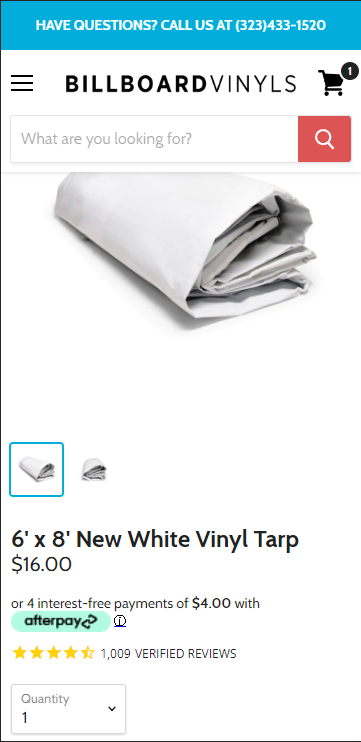 HAVE QUESTIONS? CALL US AT (323)433-1520
BILLBOARDVINYLS
1
What are you looking for?
6' x 8' New White Vinyl Tarp
$16.00
or 4 interest-free payments of $4.00 with
afterpay ⓘ
1,009 VERIFIED REVIEWS
Quantity
1